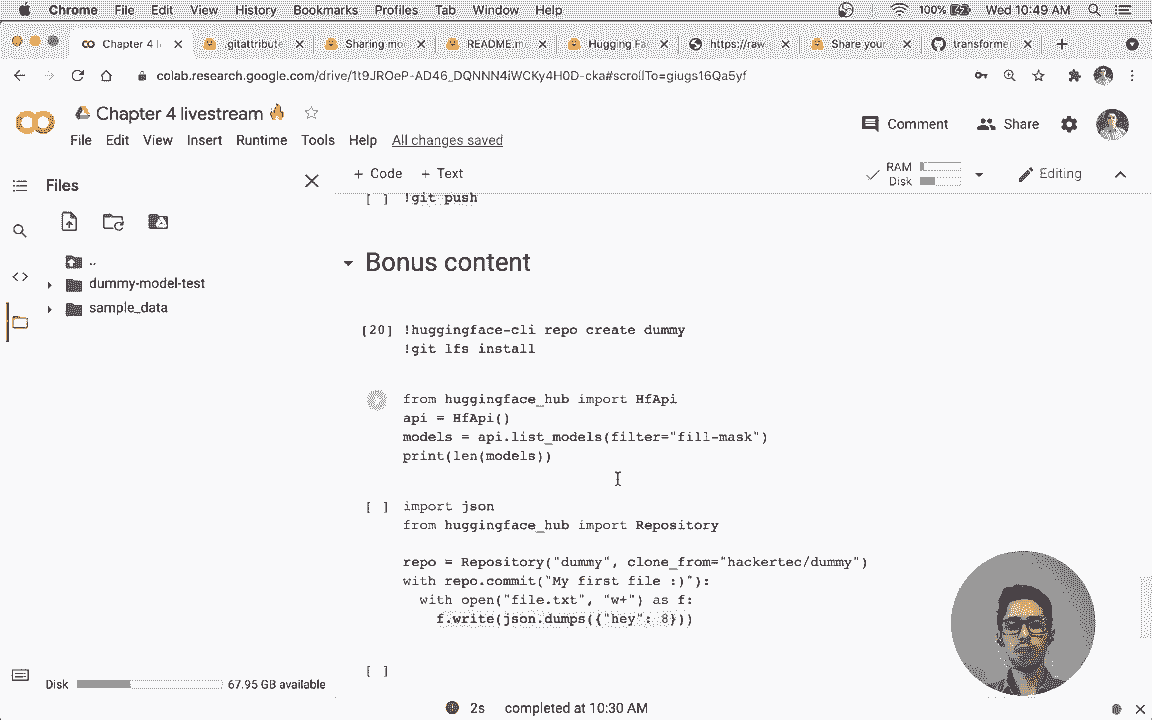 Chrome File Edit View History Bookmarks Profiles Tab Window Help 100% Wed 10:49 AM
Chapter 4 l .gitattribute Sharing mo README.m Hugging Fa https://raw Share your transforme
colab.research.google.com/drive/1t9JROeP-AD46_DQNNN4iWCKy4H0D-cka#scrollTo=giugs16Qa5yf
Chapter 4 livestream
Comment Share
File Edit View Insert Runtime Tools Help All changes saved
Files
+ Code + Text
RAM
Disk
Editing
[ ] !git push
..
dummy-model-test
sample_data
Bonus content
[20] !huggingface-cli repo create dummy
!git lfs install
from huggingface_hub import HfApi
api = HfApi()
models = api.list_models(filter="fill-mask")
print(len(models))
[ ] import json
from huggingface_hub import Repository
repo = Repository("dummy", clone_from="hackertec/dummy")
with repo.commit("My first file :)"):
with open("file.txt", "w+") as f:
f.write(json.dumps({"hey": 8}))
[ ]
Disk 67.95 GB available
2s completed at 10:30 AM